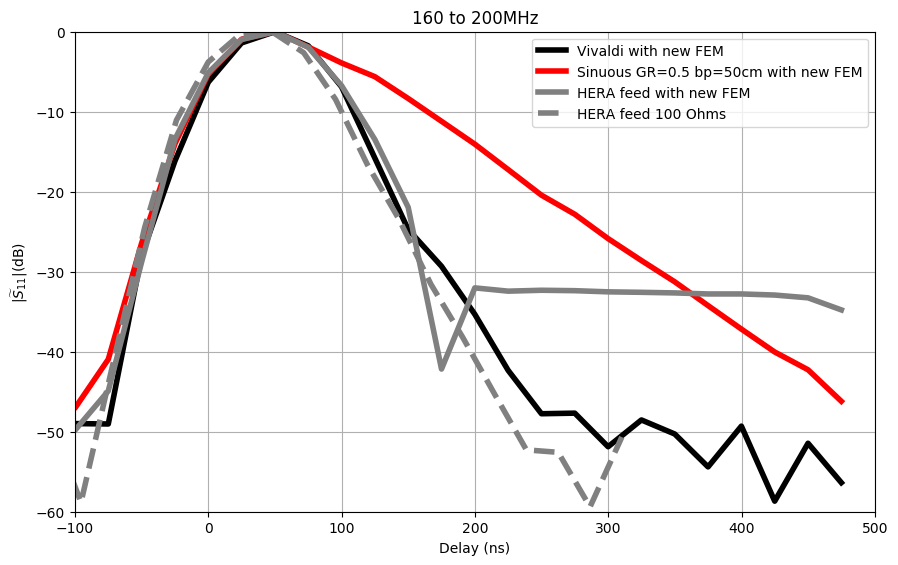 160 to 200MHz
Vivaldi with new FEM
Sinuous GR=0.5 bp=50cm with new FEM
HERA feed with new FEM
HERA feed 100 Ohms
0
−10
−20
−30
−40
−50
−60
|S̃₁₁|(dB)
−100
0
100
200
300
400
500
Delay (ns)